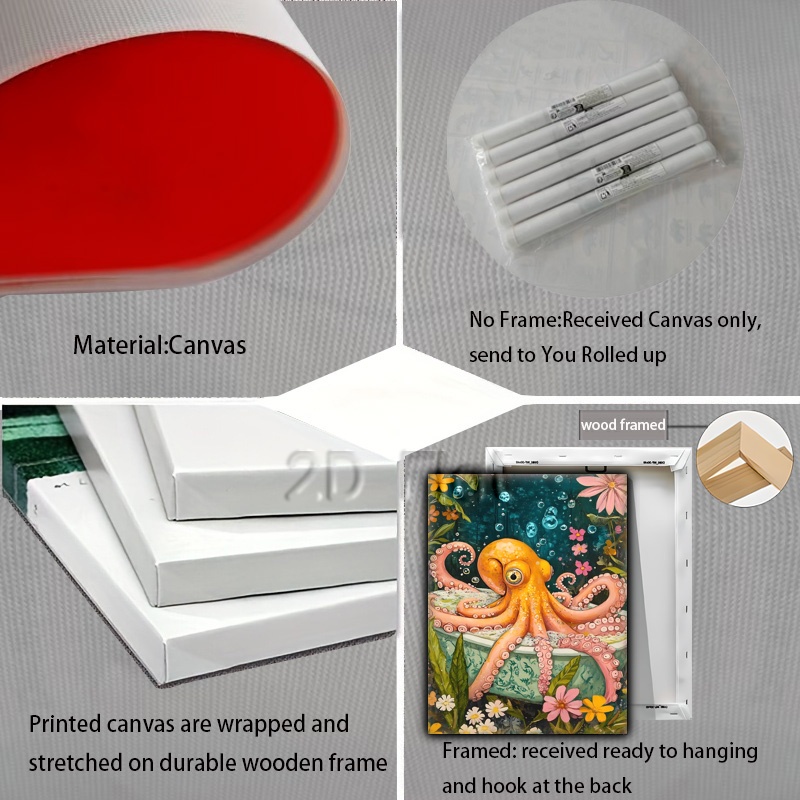 Material:Canvas
No Frame:Received Canvas only,
send to You Rolled up
wood framed
2D
Printed canvas are wrapped and
stretched on durable wooden frame
Framed: received ready to hanging
and hook at the back